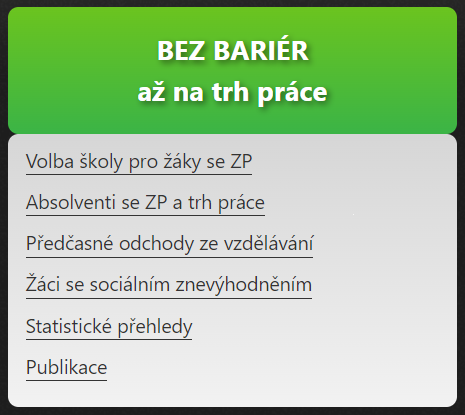 BEZ BARIÉR
až na trh práce
Volba školy pro žáky se ZP
Absolventi se ZP a trh práce
Předčasné odchody ze vzdělávání
Žáci se sociálním znevýhodněním
Statistické přehledy
Publikace